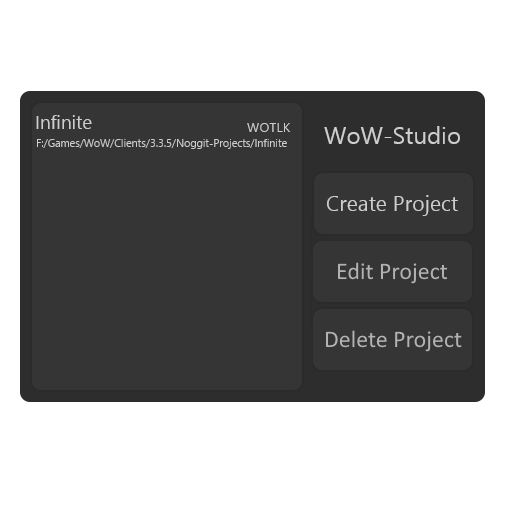 Infinite
WOTLK
F:/Games/WoW/Clients/3.3.5/Noggit-Projects/Infinite
WoW-Studio
Create Project
Edit Project
Delete Project